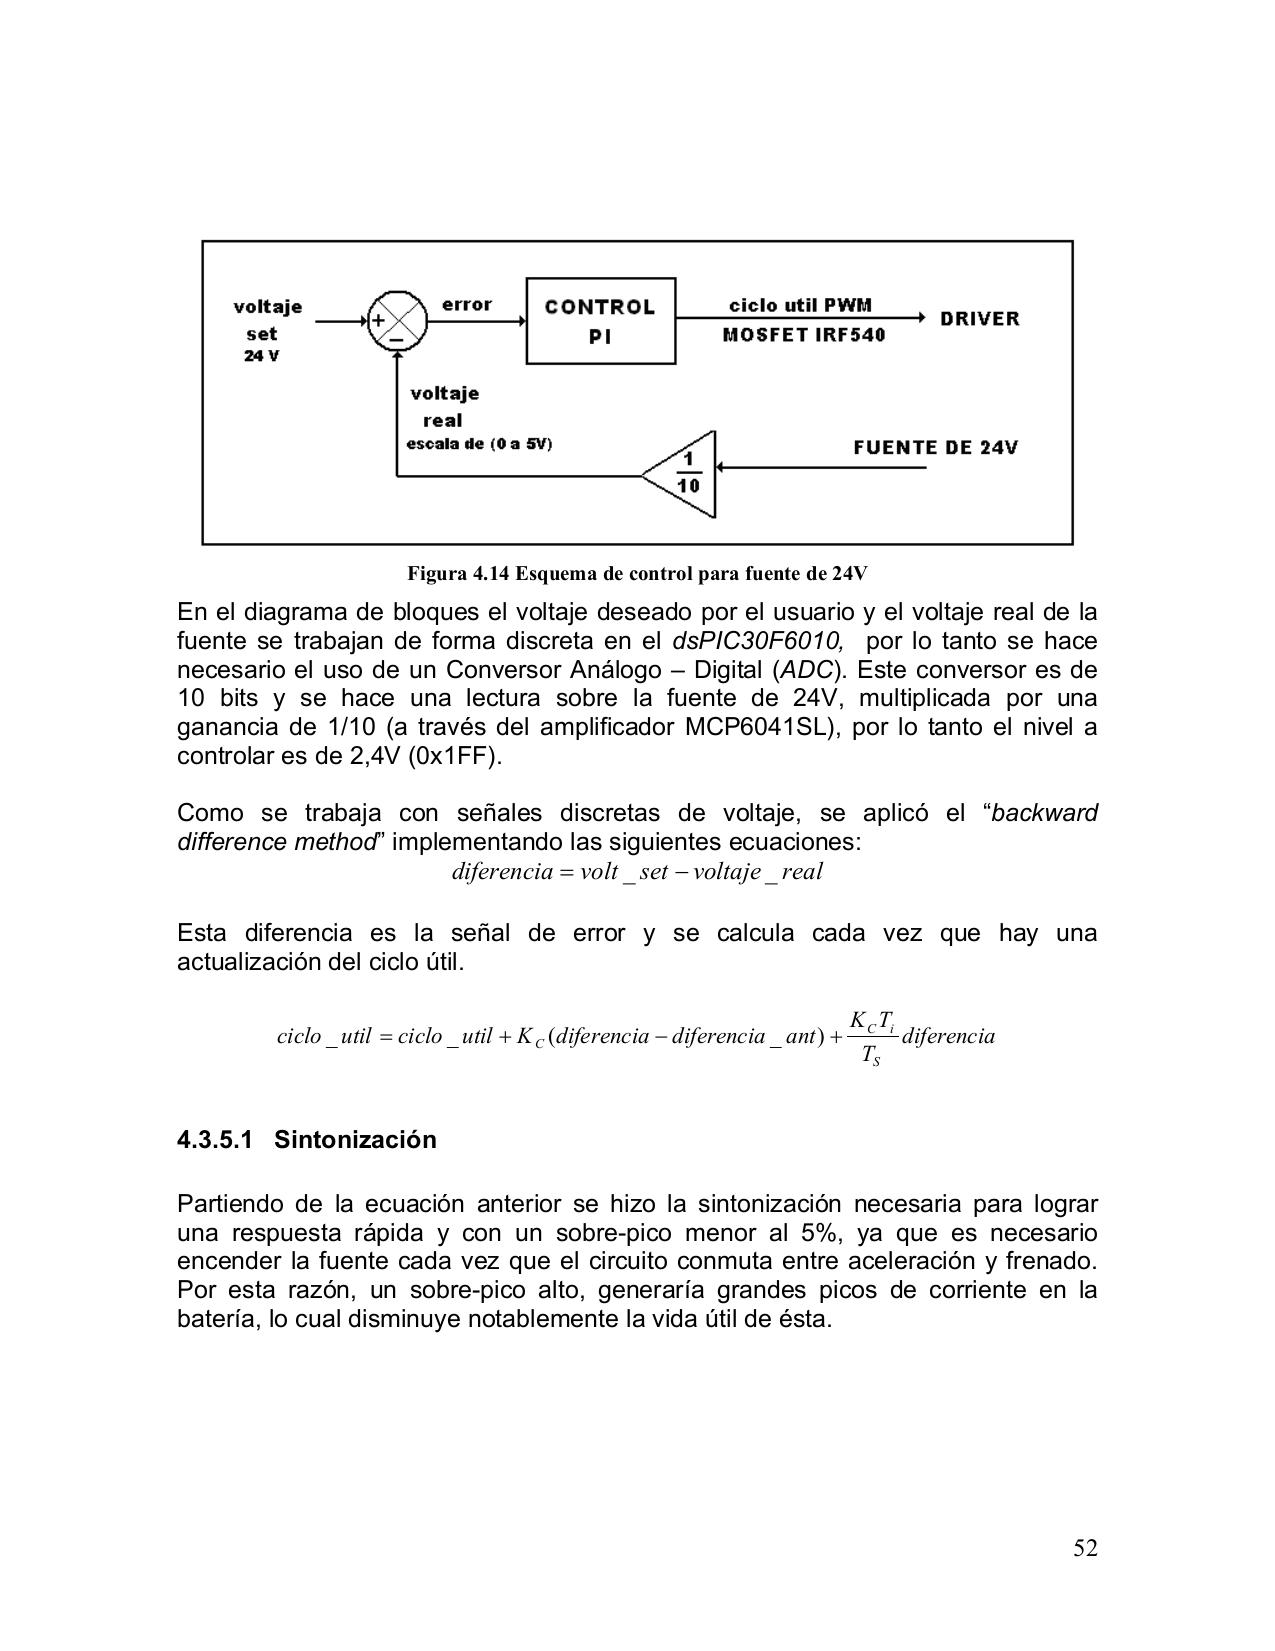 voltaje
set
24 V
+
−
error
CONTROL
PI
ciclo util PWM
MOSFET IRF540
DRIVER
voltaje
real
escala de (0 a 5V)
1
10
FUENTE DE 24V
Figura 4.14 Esquema de control para fuente de 24V
En el diagrama de bloques el voltaje deseado por el usuario y el voltaje real de la
fuente se trabajan de forma discreta en el dsPIC30F6010, por lo tanto se hace
necesario el uso de un Conversor Análogo – Digital (ADC). Este conversor es de
10 bits y se hace una lectura sobre la fuente de 24V, multiplicada por una
ganancia de 1/10 (a través del amplificador MCP6041SL), por lo tanto el nivel a
controlar es de 2,4V (0x1FF).
Como se trabaja con señales discretas de voltaje, se aplicó el “backward
difference method” implementando las siguientes ecuaciones:
diferencia = volt _ set − voltaje _ real
Esta diferencia es la señal de error y se calcula cada vez que hay una
actualización del ciclo útil.
ciclo _ util = ciclo _ util + K_C (diferencia − diferencia _ ant) + (K_C T_i / T_S) diferencia
4.3.5.1 Sintonización
Partiendo de la ecuación anterior se hizo la sintonización necesaria para lograr
una respuesta rápida y con un sobre-pico menor al 5%, ya que es necesario
encender la fuente cada vez que el circuito conmuta entre aceleración y frenado.
Por esta razón, un sobre-pico alto, generaría grandes picos de corriente en la
batería, lo cual disminuye notablemente la vida útil de ésta.
52